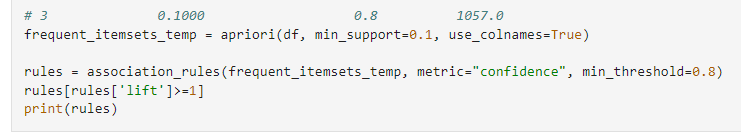 # 3 0.1000 0.8 1057.0
frequent_itemsets_temp = apriori(df, min_support=0.1, use_colnames=True)
rules = association_rules(frequent_itemsets_temp, metric="confidence", min_threshold=0.8)
rules[rules['lift']>=1]
print(rules)